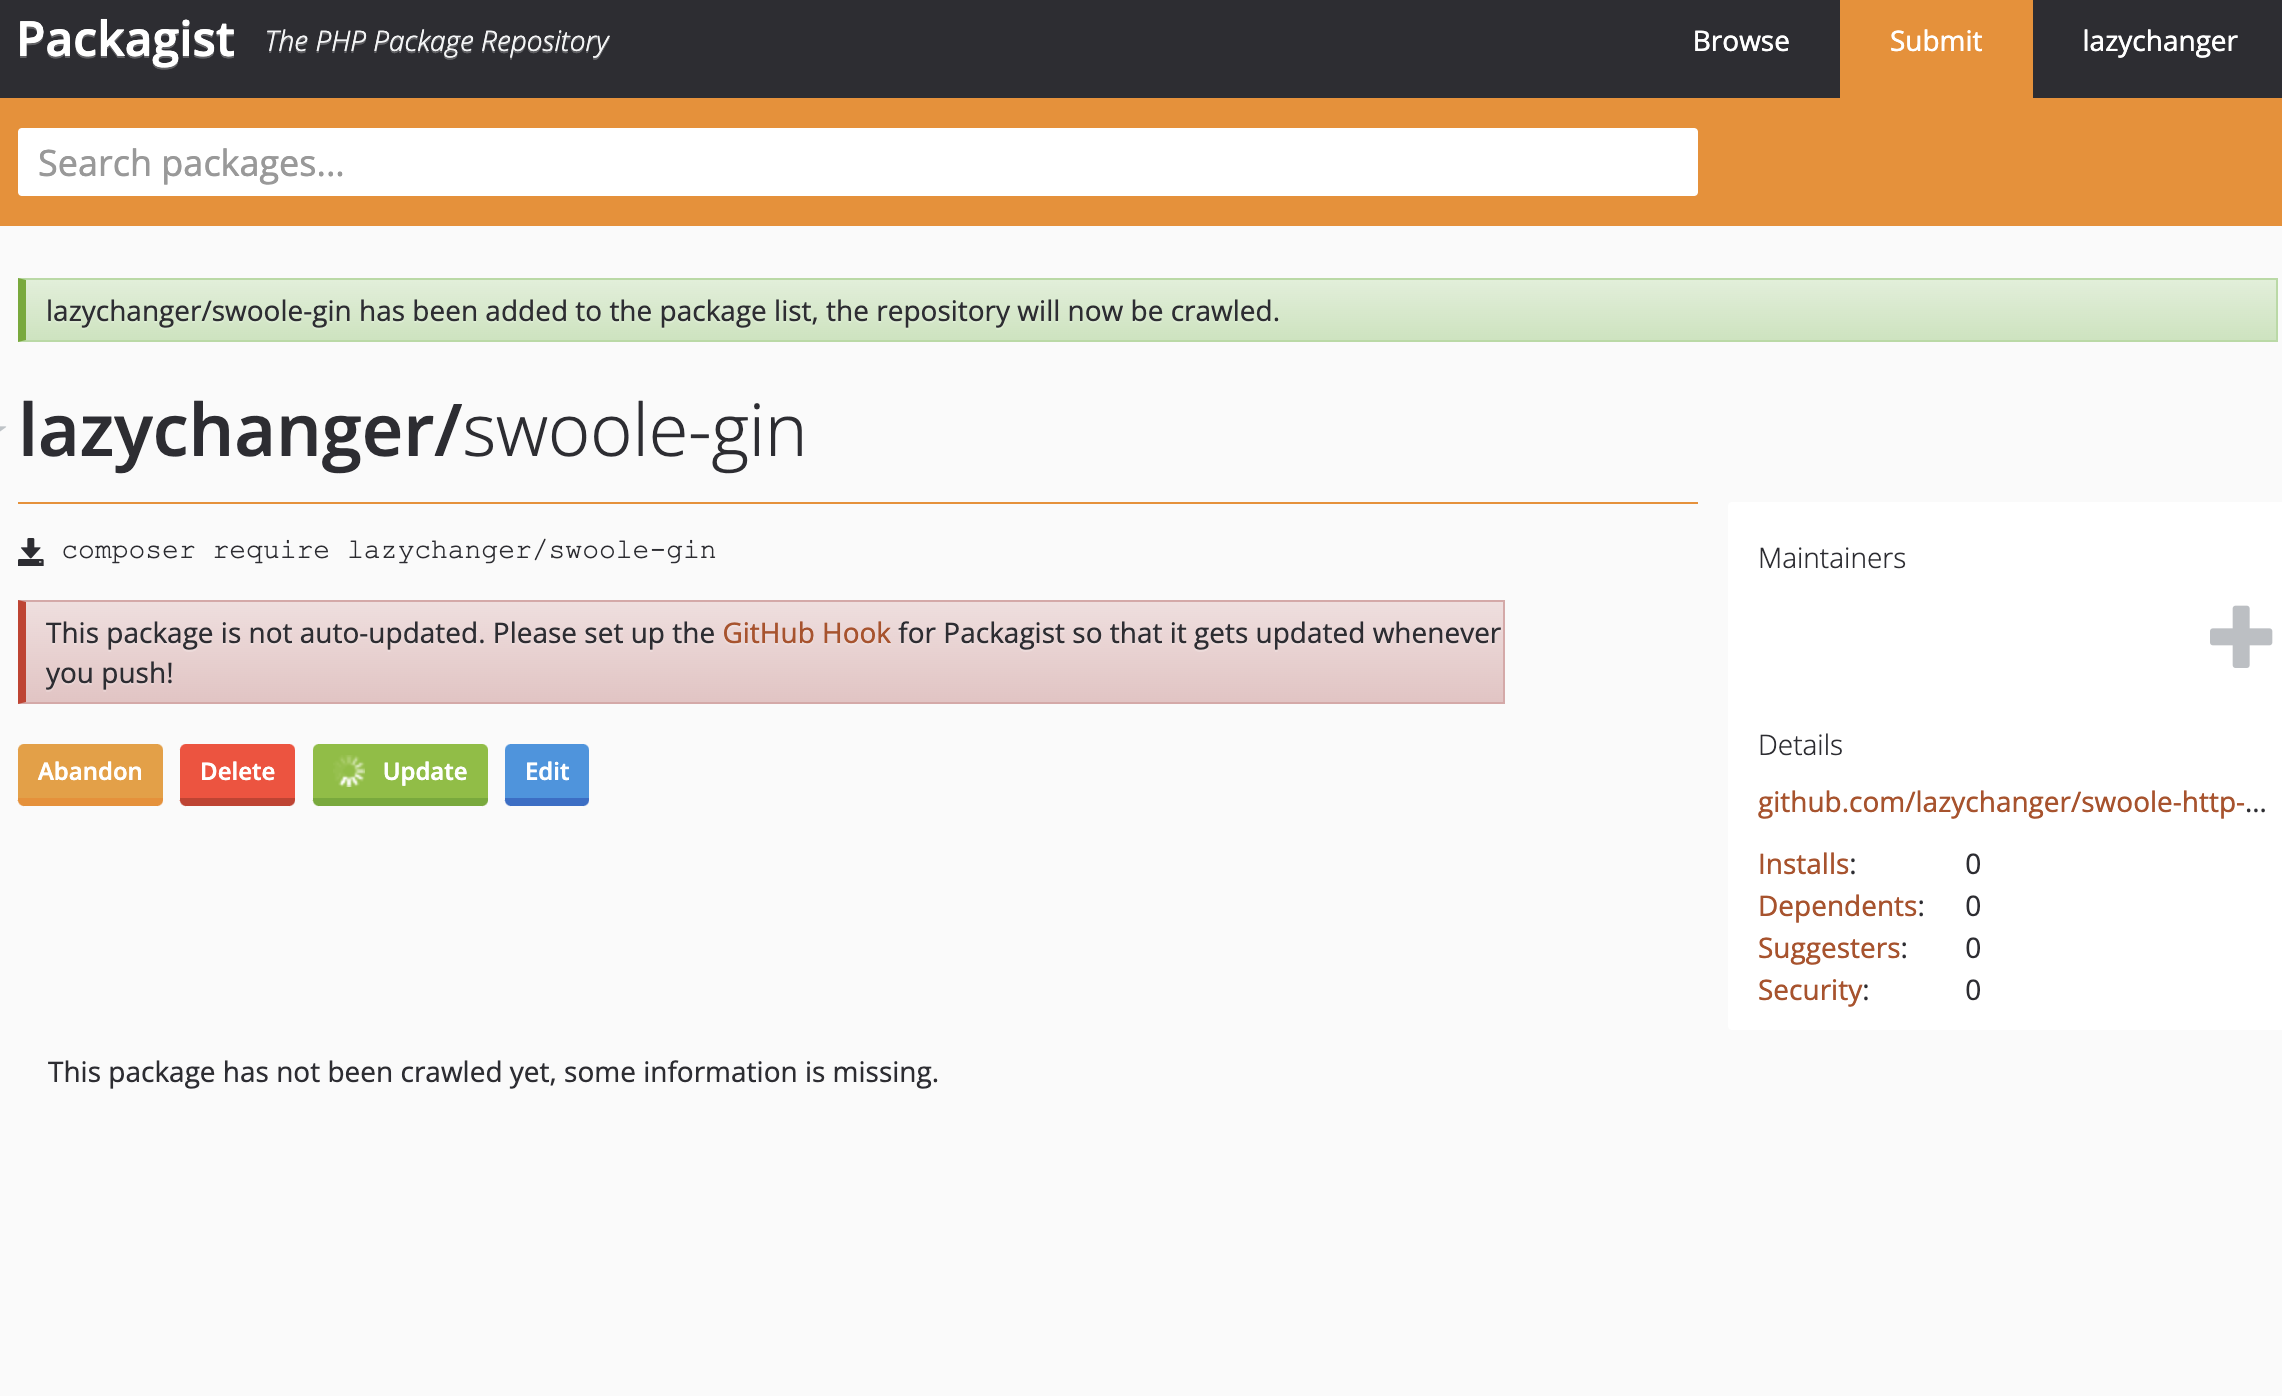 Packagist The PHP Package Repository
Browse Submit lazychanger
Search packages...
lazychanger/swoole-gin has been added to the package list, the repository will now be crawled.
lazychanger/swoole-gin
composer require lazychanger/swoole-gin
This package is not auto-updated. Please set up the GitHub Hook for Packagist so that it gets updated whenever
you push!
Abandon Delete Update Edit
This package has not been crawled yet, some information is missing.
Maintainers
Details
github.com/lazychanger/swoole-http-...
Installs: 0
Dependents: 0
Suggesters: 0
Security: 0